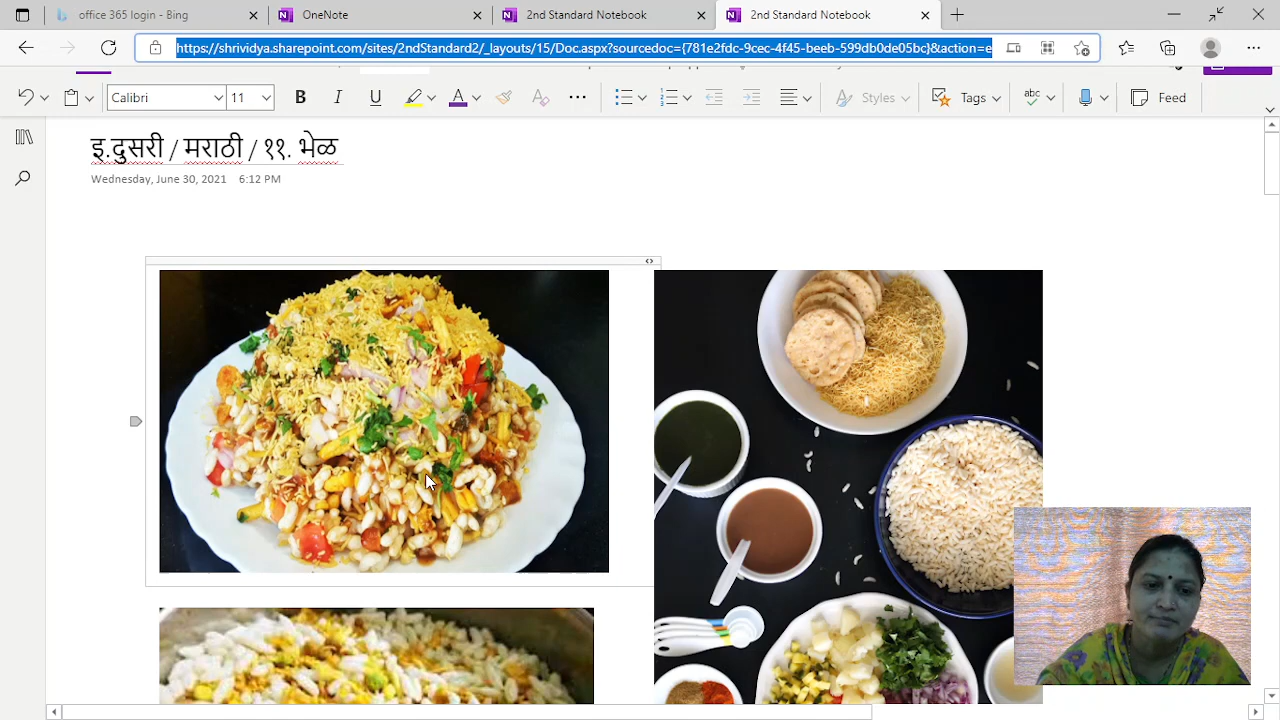 office 365 login - Bing
OneNote
2nd Standard Notebook
2nd Standard Notebook
https://shrividya.sharepoint.com/sites/2ndStandard2/_layouts/15/Doc.aspx?sourcedoc={781e2fdc-9cec-4f45-beeb-599db0de05bc}&action=e
Calibri 11 B I U A Styles Tags abc Feed
इ.दुसरी / मराठी / ११. भेळ
Wednesday, June 30, 2021 6:12 PM